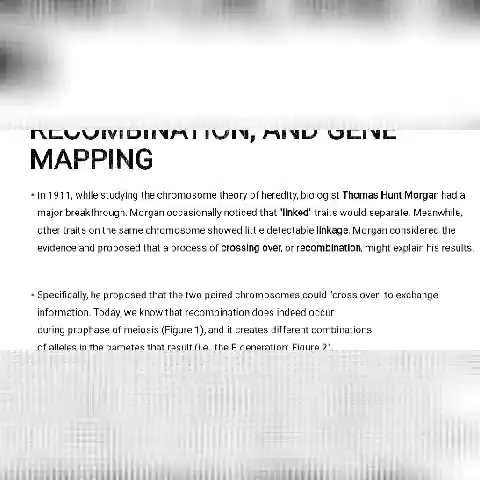 RECOMBINATION, AND GENE
MAPPING
• In 1911, while studying the chromosome theory of heredity, biologist Thomas Hunt Morgan had a
major breakthrough. Morgan occasionally noticed that "linked" traits would separate. Meanwhile,
other traits on the same chromosome showed little detectable linkage. Morgan considered the
evidence and proposed that a process of crossing over, or recombination, might explain his results.
• Specifically, he proposed that the two paired chromosomes could "cross over" to exchange
information. Today, we know that recombination does indeed occur
during prophase of meiosis (Figure 1), and it creates different combinations
of alleles in the gametes that result (i.e., the F generation; Figure 2).